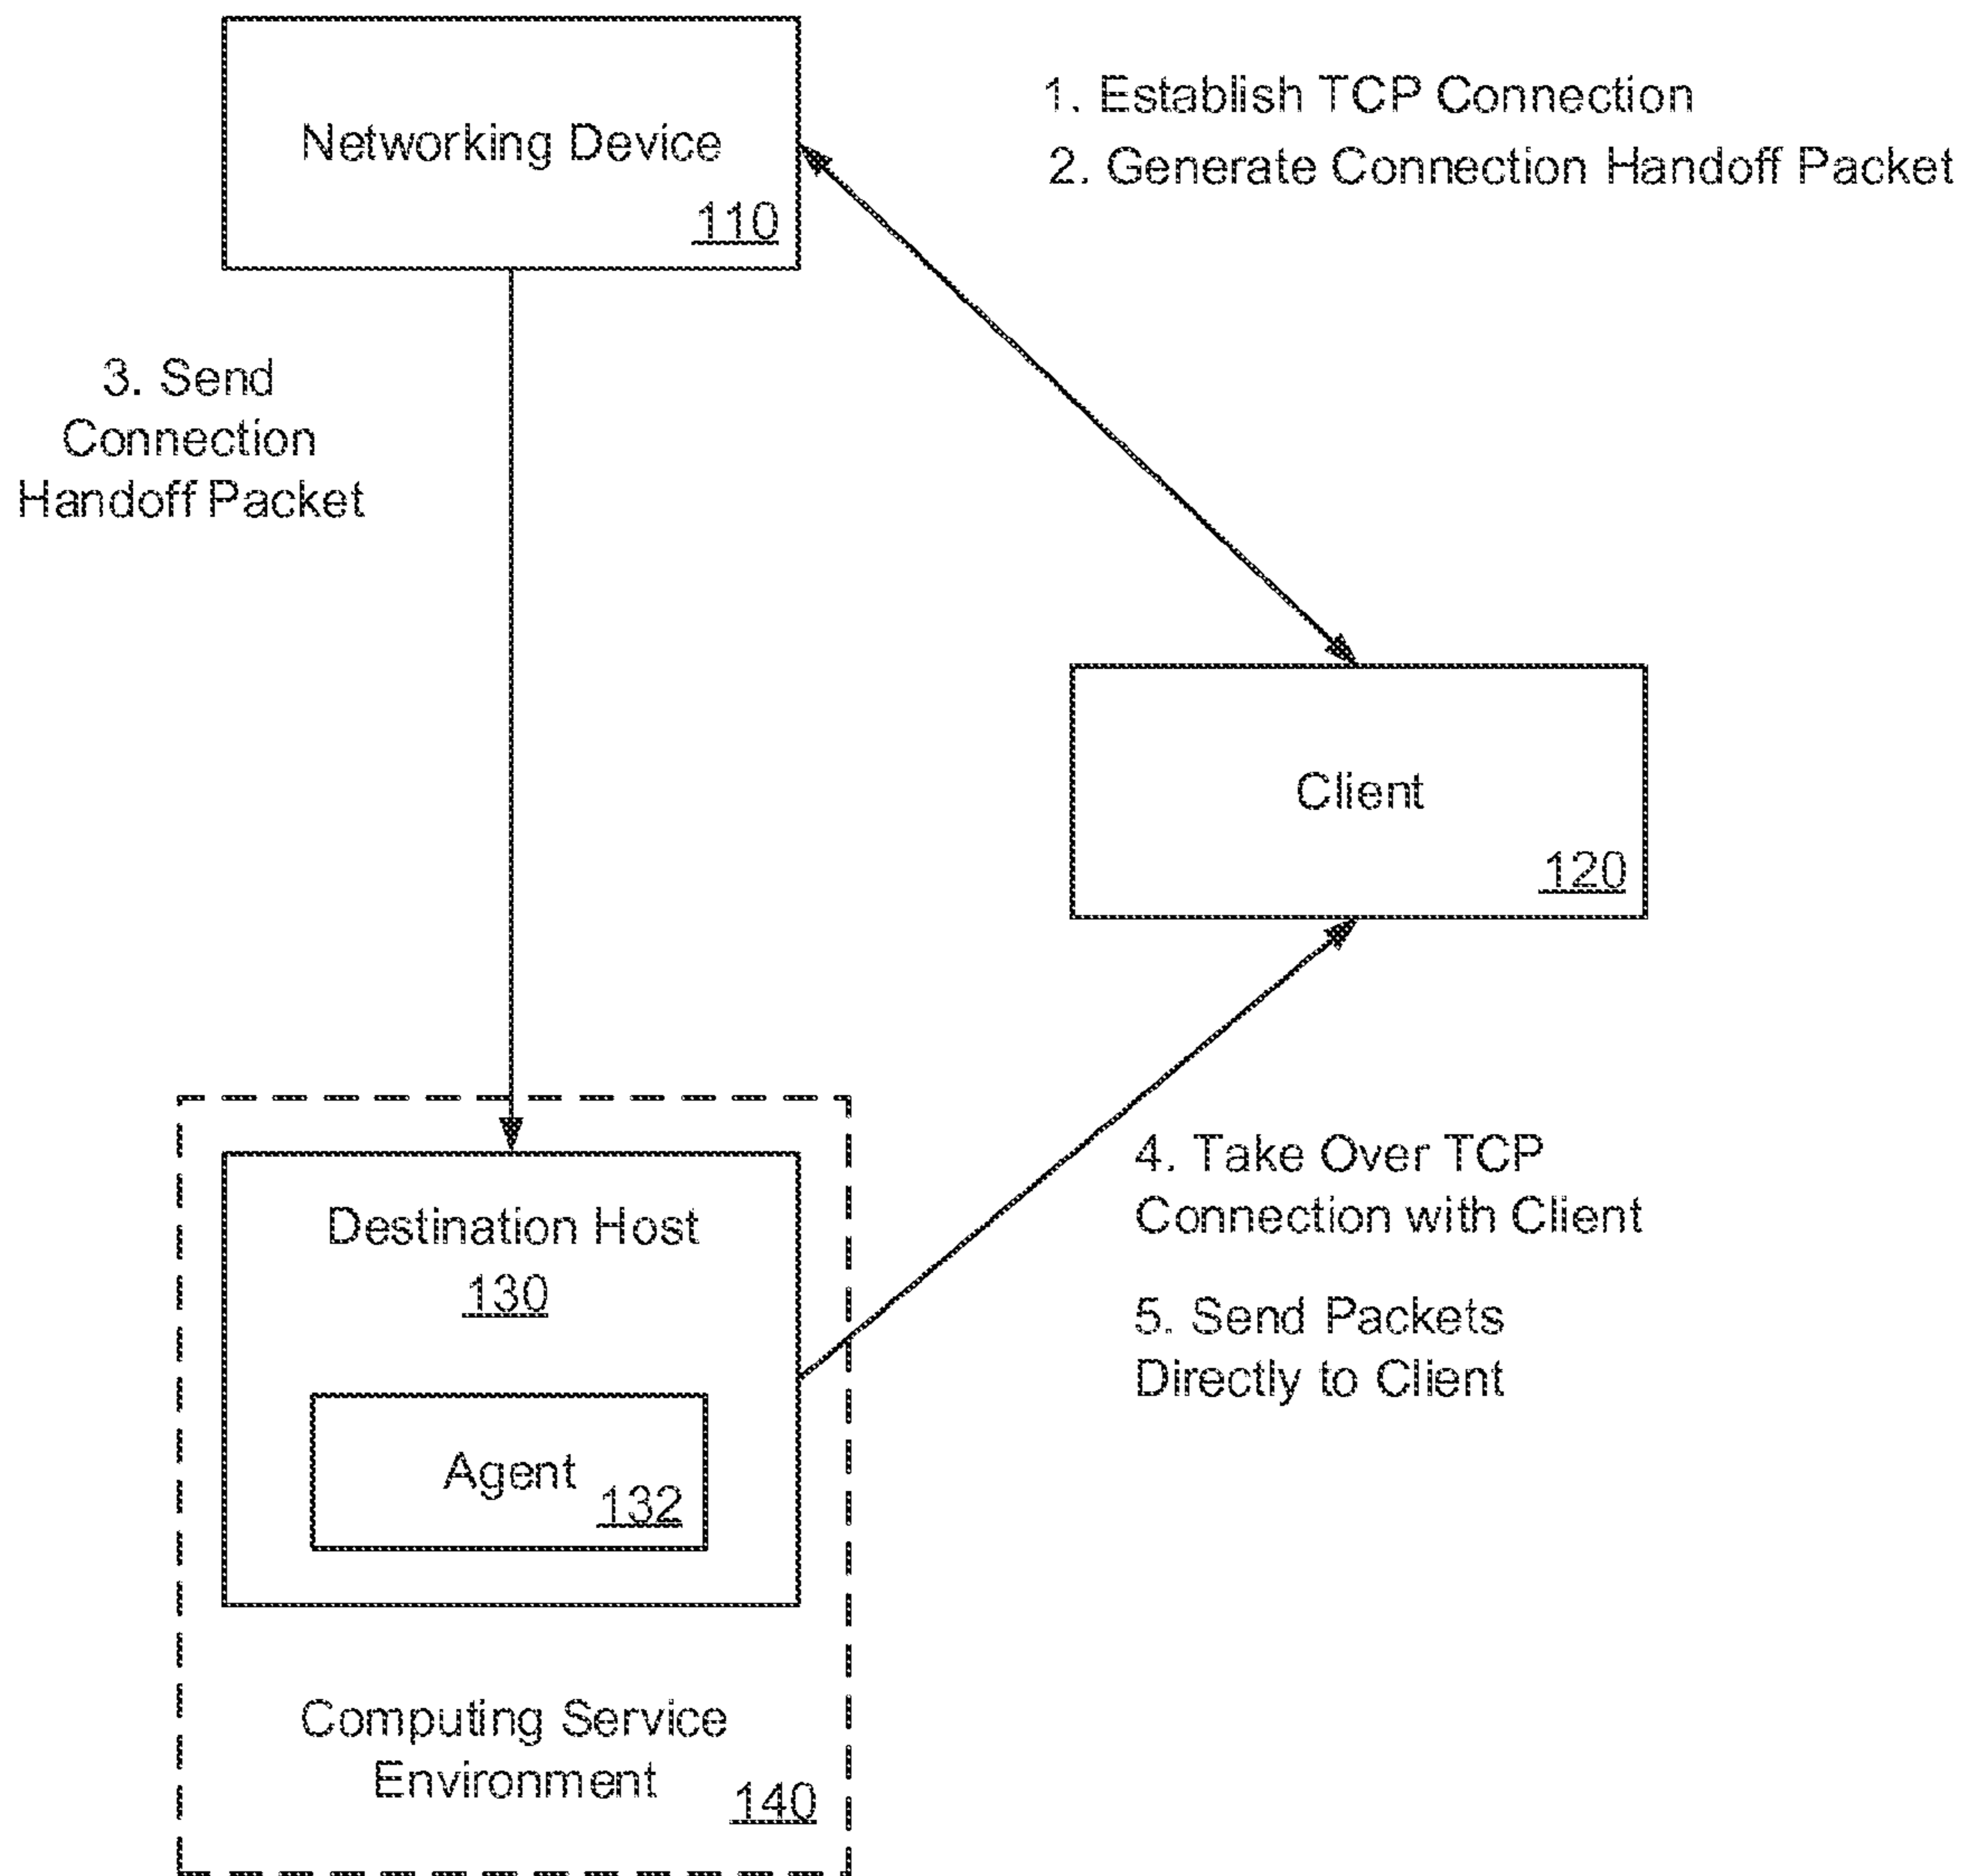 Networking Device
110
1. Establish TCP Connection
2. Generate Connection Handoff Packet
3. Send
Connection
Handoff Packet
Client
120
Destination Host
130
Agent
132
4. Take Over TCP
Connection with Client
5. Send Packets
Directly to Client
Computing Service
Environment
140